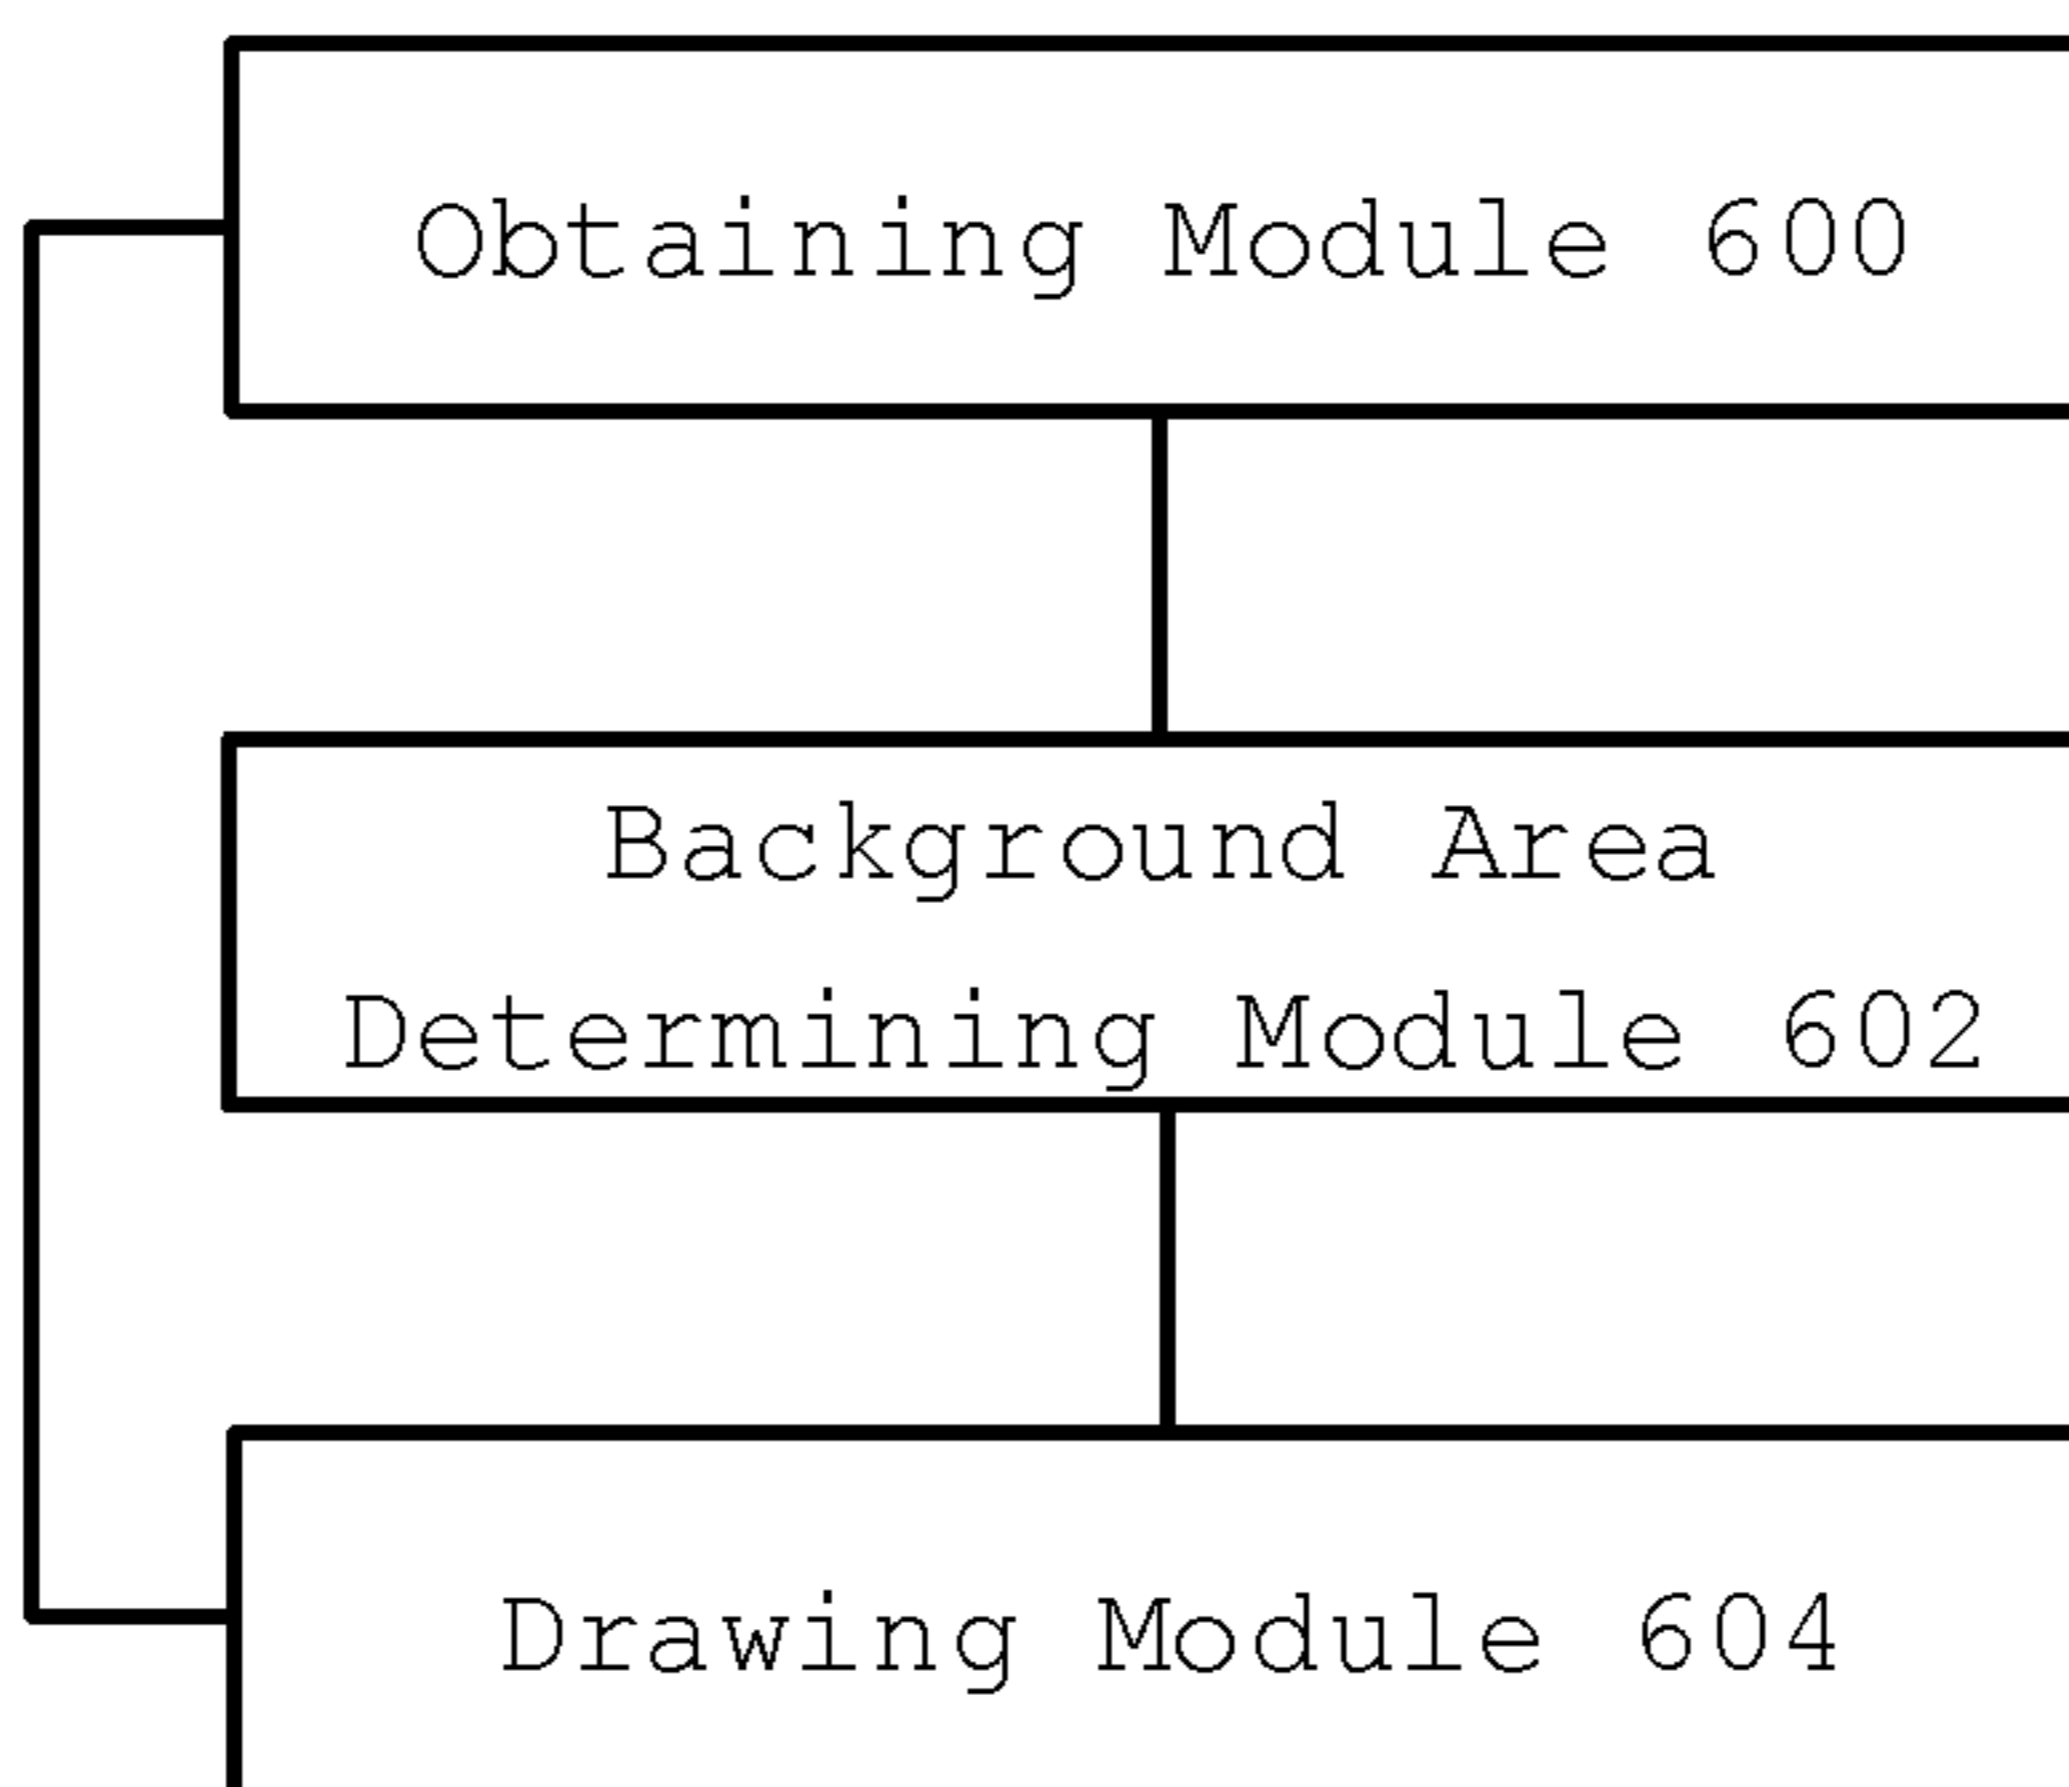 Obtaining Module 600
Background Area
Determining Module 602
Drawing Module 604